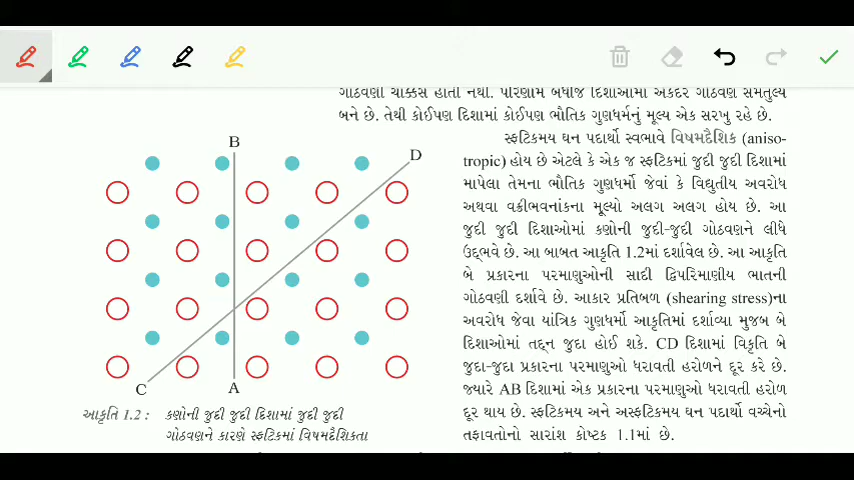 ગોઠવણી ચોક્કસ હોતી નથી. પરિણામે બધીજ દિશામાં એકંદર ગોઠવણ સમતુલ્ય
બને છે. તેથી કોઈપણ દિશામાં કોઈપણ ભૌતિક ગુણધર્મનું મૂલ્ય એક સરખુ રહે છે.
સ્ફટિકમય ઘન પદાર્થો સ્વભાવે વિષમદૈશિક (aniso-
tropic) હોય છે એટલે કે એક જ સ્ફટિકમાં જુદી જુદી દિશામાં
માપેલા તેમના ભૌતિક ગુણધર્મો જેવાં કે વિદ્યુતીય અવરોધ
અથવા વક્રીભવનાંકના મૂલ્યો અલગ અલગ હોય છે. આ
જુદી જુદી દિશાઓમાં કણોની જુદી-જુદી ગોઠવણને લીધે
ઉદ્‌ભવે છે. આ બાબત આકૃતિ 1.2માં દર્શાવેલ છે. આ આકૃતિ
બે પ્રકારના પરમાણુઓની સાદી દ્વિપરિમાણીય ભાતની
ગોઠવણી દર્શાવે છે. આકાર પ્રતિબળ (shearing stress)ના
અવરોધ જેવા યાંત્રિક ગુણધર્મો આકૃતિમાં દર્શાવ્યા મુજબ બે
દિશાઓમાં તદ્દન જુદા હોઈ શકે. CD દિશામાં વિકૃતિ બે
જુદા-જુદા પ્રકારના પરમાણુઓ ધરાવતી હરોળને દૂર કરે છે.
જ્યારે AB દિશામાં એક પ્રકારના પરમાણુઓ ધરાવતી હરોળ
દૂર થાય છે. સ્ફટિકમય અને અસ્ફટિકમય ઘન પદાર્થો વચ્ચેનો
તફાવતોનો સારાંશ કોષ્ટક 1.1માં છે.
B
D
C
A
આકૃતિ 1.2 : કણોની જુદી જુદી દિશામાં જુદી જુદી
ગોઠવણને કારણે સ્ફટિકમાં વિષમદૈશિકતા